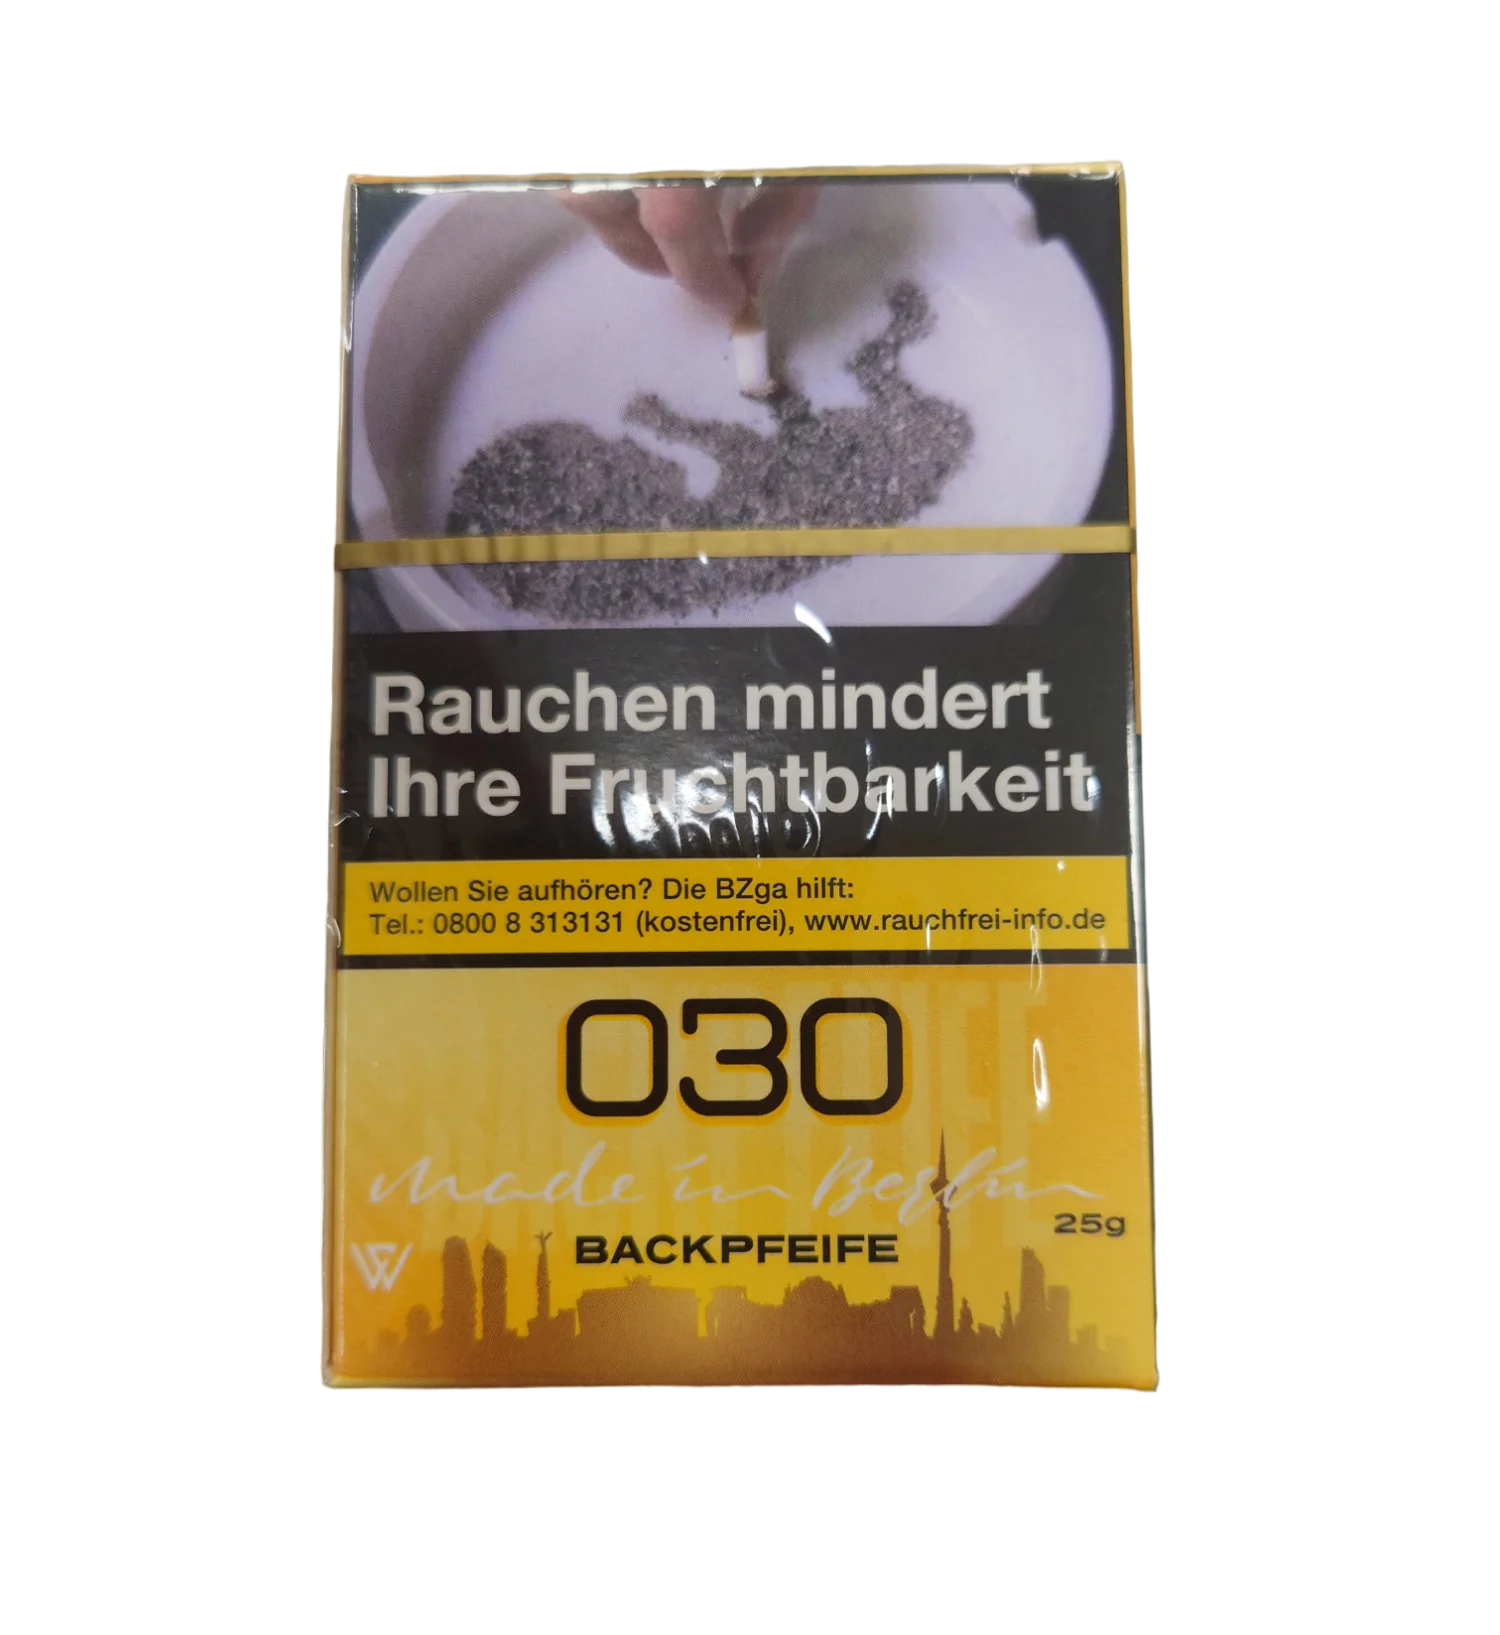 Rauchen mindert
Ihre Fruchtbarkeit
Wollen Sie aufhören? Die BZga hilft:
Tel.: 0800 8 313131 (kostenfrei), www.rauchfrei-info.de
030
made in Berlin
25g
BACKPFEIFE